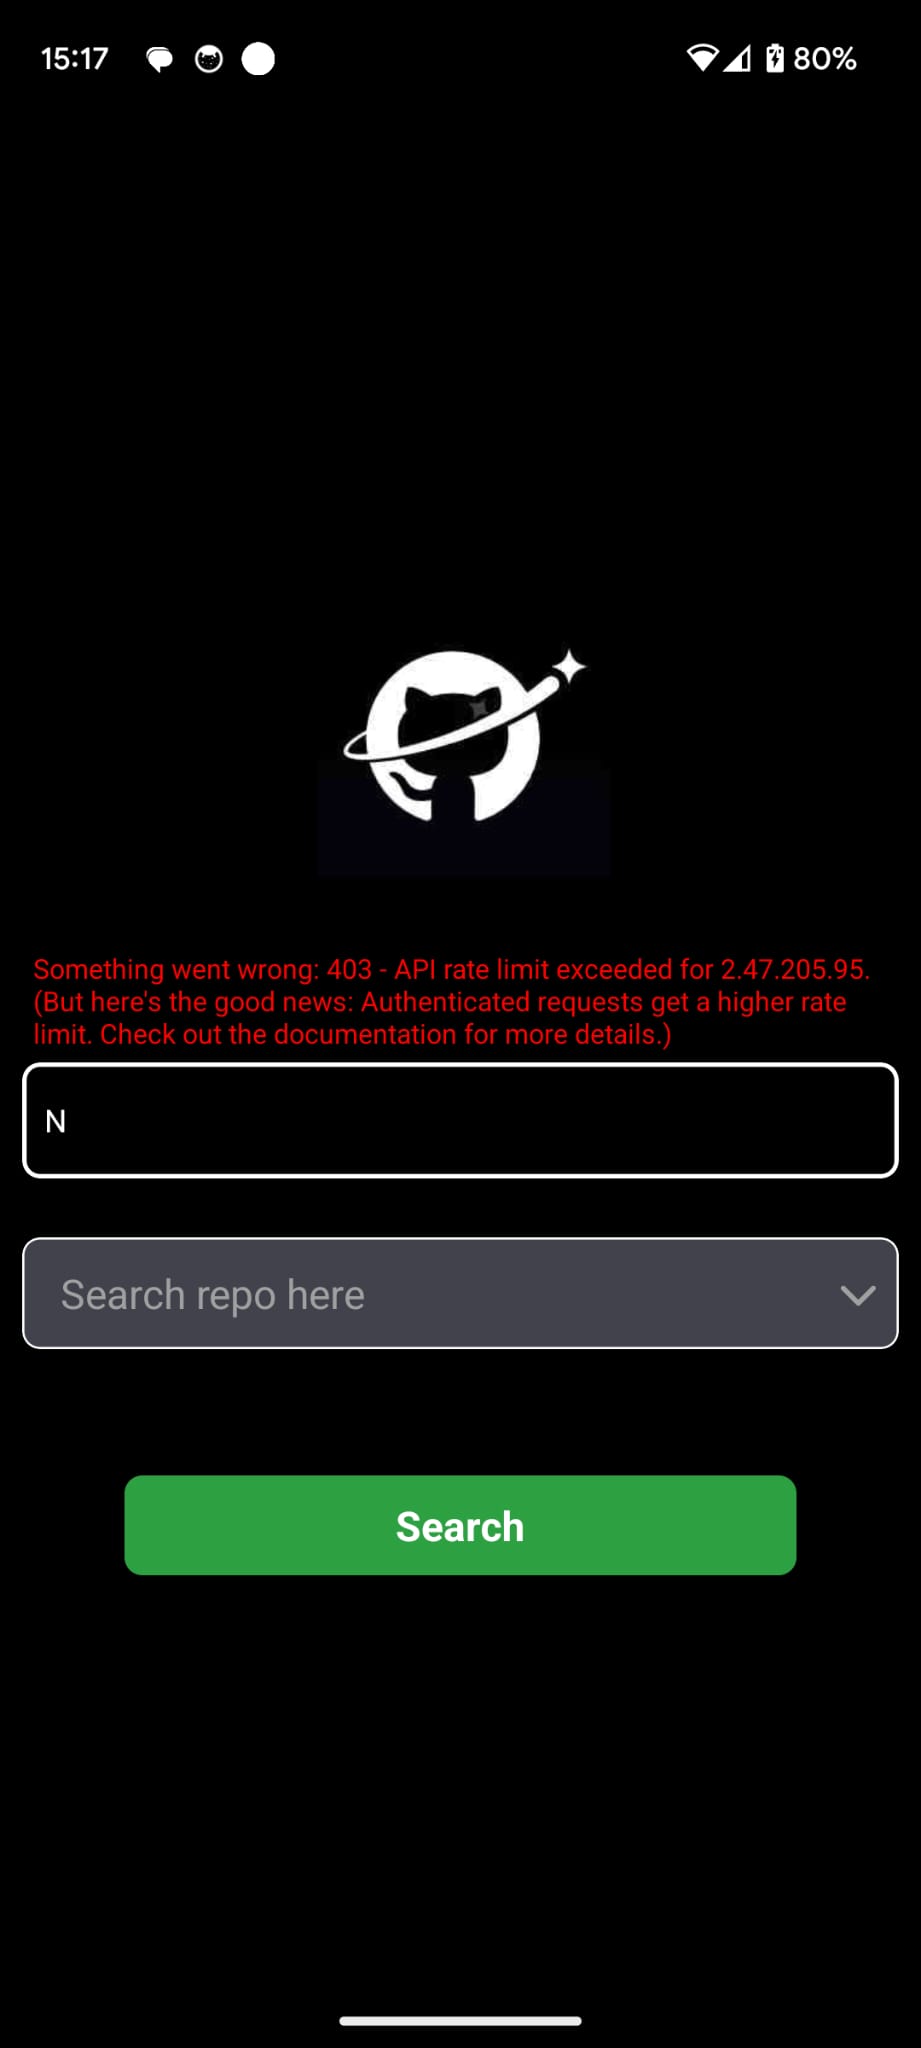 15:17
80%
Something went wrong: 403 - API rate limit exceeded for 2.47.205.95.
(But here's the good news: Authenticated requests get a higher rate
limit. Check out the documentation for more details.)
N
Search repo here
Search